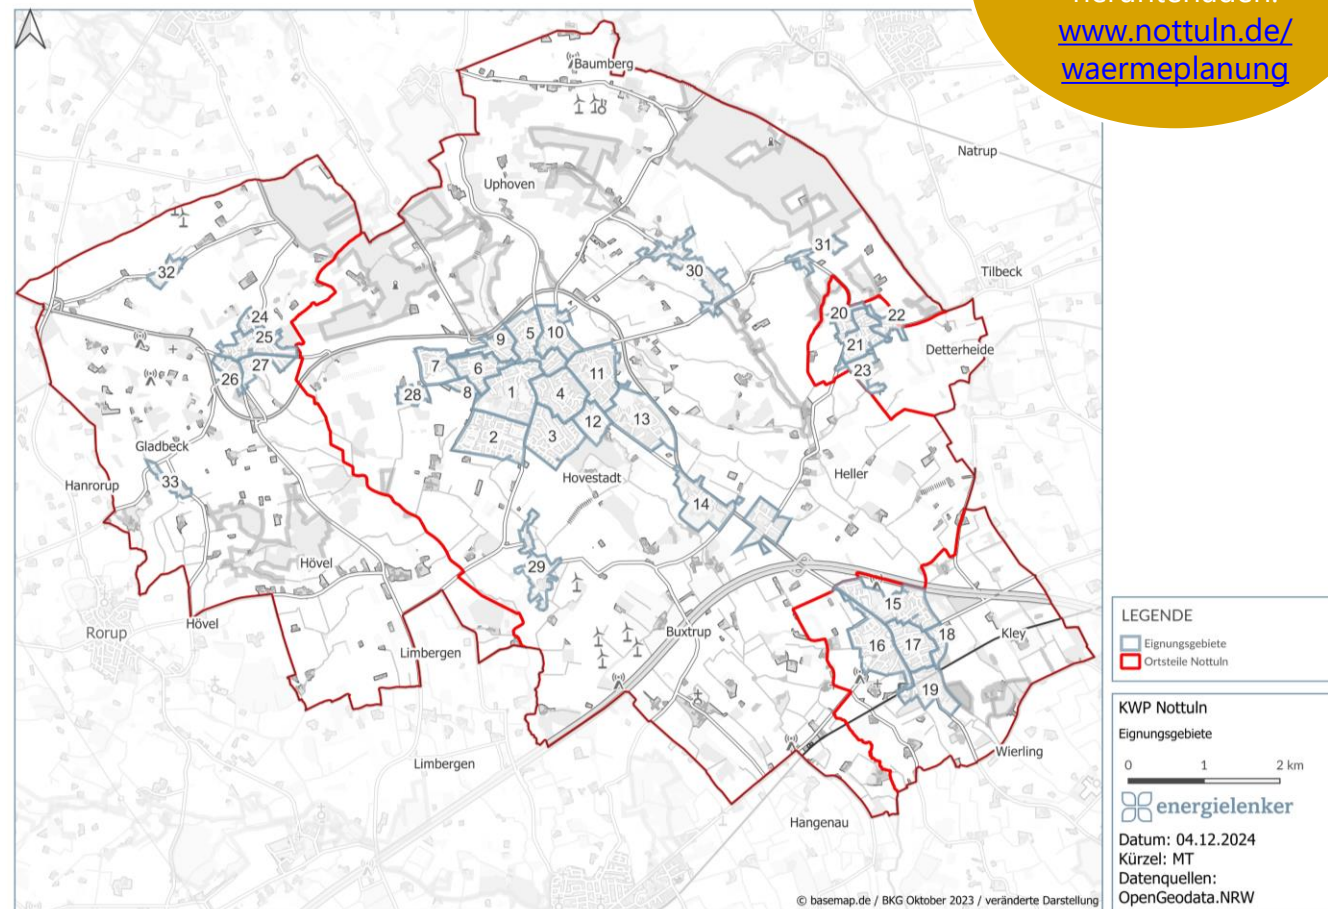 herunterladen:
www.nottuln.de/
waermeplanung
Baumberg
Natrup
Uphoven
31
32
30
Tilbeck
24
20
22
25
5
10
9
21
Detterheide
27
7
6
11
23
26
28
8
1
4
13
12
2
3
Gladbeck
Hovestadt
Heller
Hanrorup
33
14
Hövel
29
15
Hövel
Rorup
Buxtrup
18
Kley
16
17
Limbergen
19
Wierling
Limbergen
Hangenau
© basemap.de / BKG Oktober 2023 / veränderte Darstellung
LEGENDE
Eignungsgebiete
Ortsteile Nottuln
KWP Nottuln
Eignungsgebiete
0 1 2 km
energielenker
Datum: 04.12.2024
Kürzel: MT
Datenquellen:
OpenGeodata.NRW